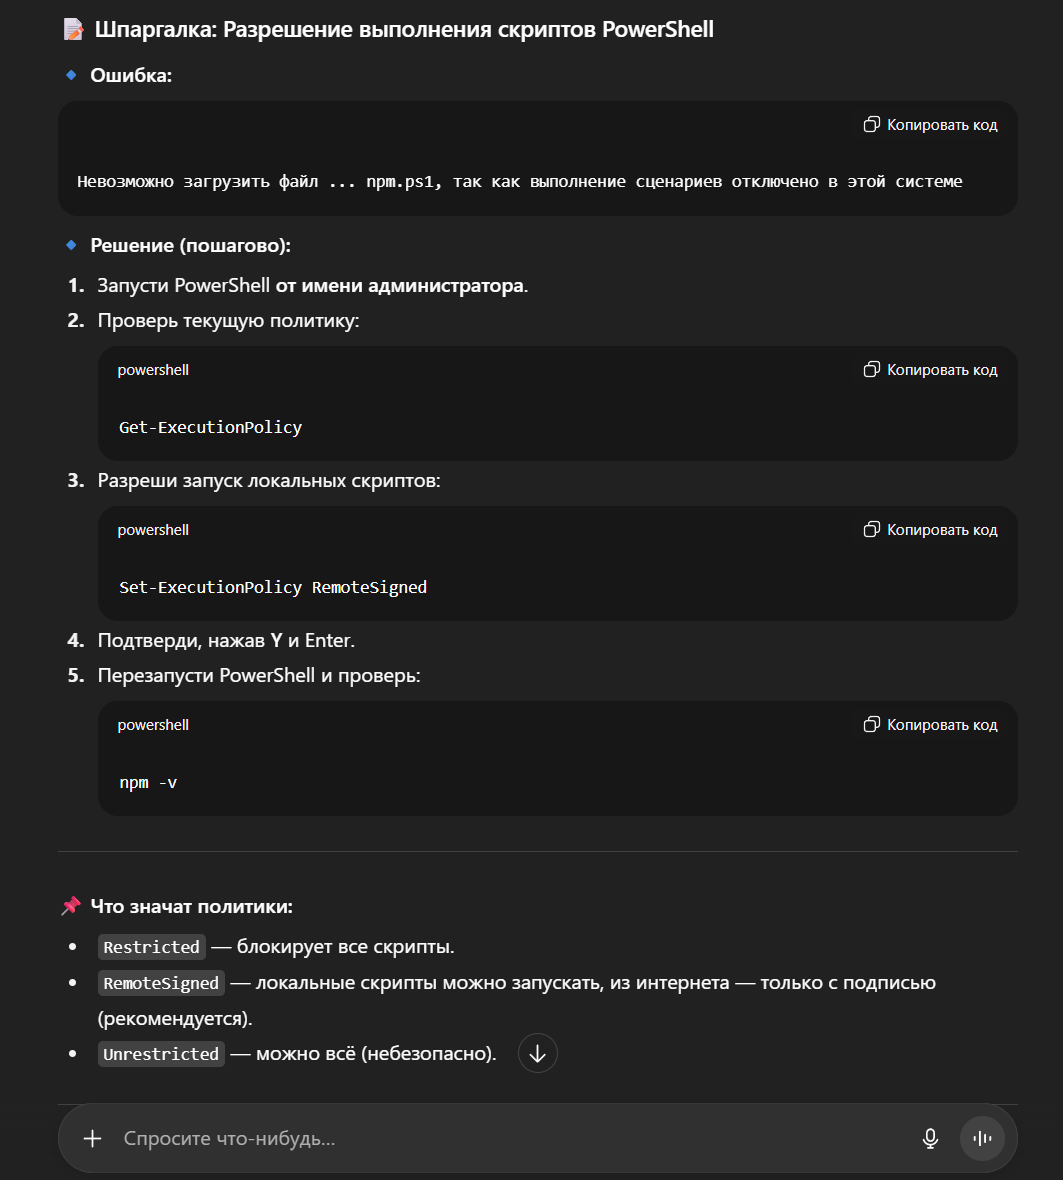 📝 Шпаргалка: Разрешение выполнения скриптов PowerShell
🔹 Ошибка:
Копировать код
Невозможно загрузить файл ... npm.ps1, так как выполнение сценариев отключено в этой системе
🔹 Решение (пошагово):
1. Запусти PowerShell от имени администратора.
2. Проверь текущую политику:
powershell Копировать код
Get-ExecutionPolicy
3. Разреши запуск локальных скриптов:
powershell Копировать код
Set-ExecutionPolicy RemoteSigned
4. Подтверди, нажав Y и Enter.
5. Перезапусти PowerShell и проверь:
powershell Копировать код
npm -v
📌 Что значат политики:
• Restricted — блокирует все скрипты.
• RemoteSigned — локальные скрипты можно запускать, из интернета — только с подписью
(рекомендуется).
• Unrestricted — можно всё (небезопасно).
Спросите что-нибудь...